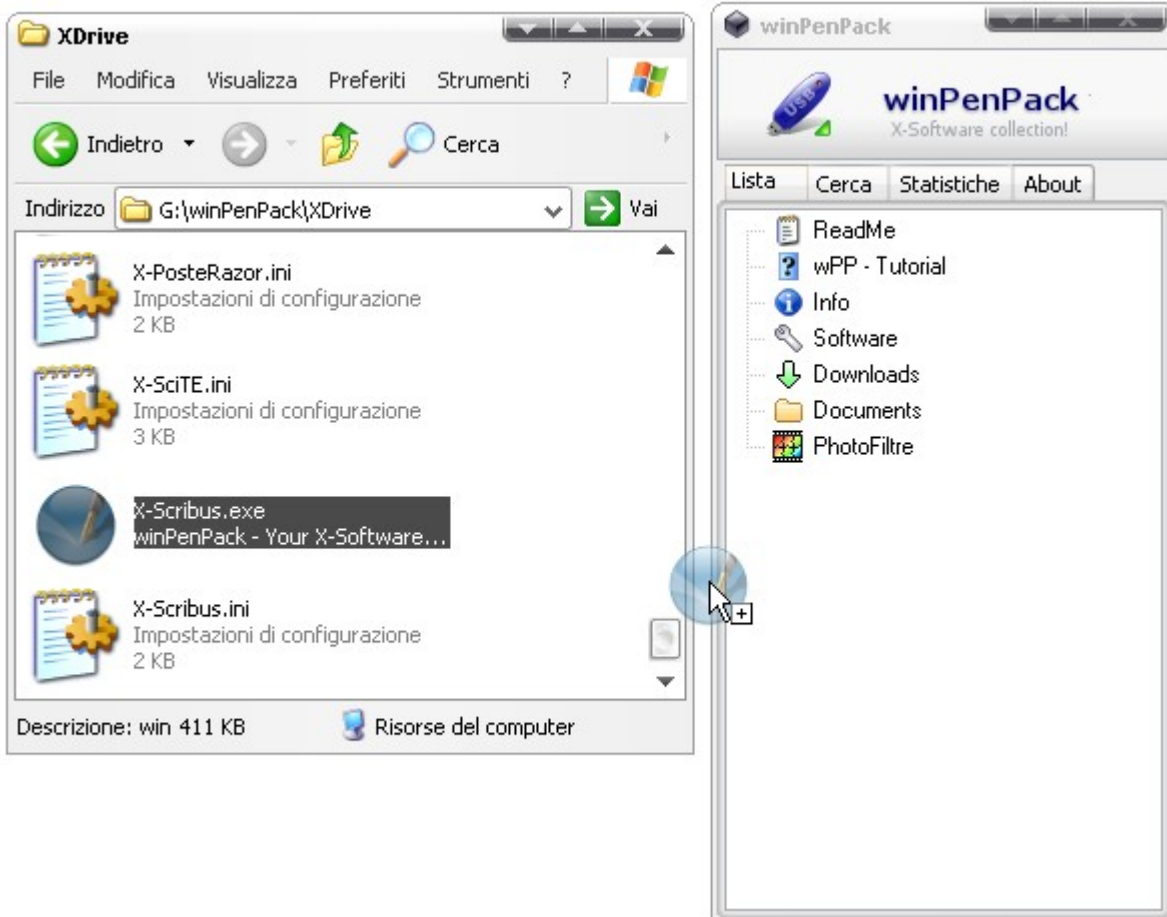 XDrive
File Modifica Visualizza Preferiti Strumenti ?
Indietro Cerca
Indirizzo G:\winPenPack\XDrive Vai
X-PosteRazor.ini
Impostazioni di configurazione
2 KB
X-SciTE.ini
Impostazioni di configurazione
3 KB
X-Scribus.exe
winPenPack - Your X-Software...
X-Scribus.ini
Impostazioni di configurazione
2 KB
Descrizione: win 411 KB Risorse del computer
winPenPack
USB
winPenPack
X-Software collection!
Lista Cerca Statistiche About
ReadMe
wPP - Tutorial
Info
Software
Downloads
Documents
PhotoFiltre